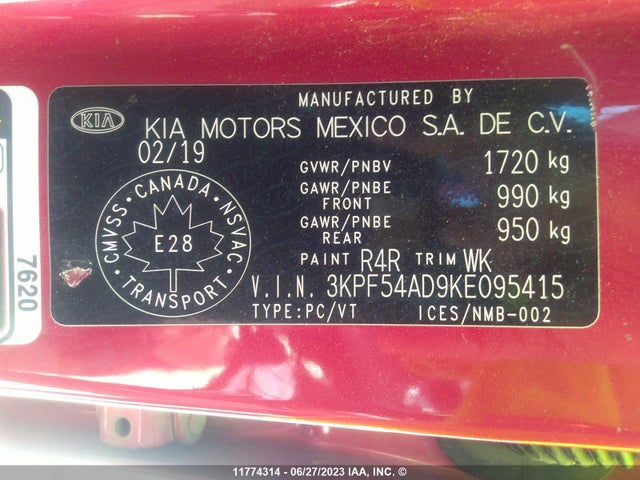 MANUFACTURED BY
KIA KIA MOTORS MEXICO S.A. DE C.V.
02/19
GVWR/PNBV 1720 kg
GAWR/PNBE FRONT 990 kg
GAWR/PNBE REAR 950 kg
PAINT R4R TRIM WK
V.I.N. 3KPF54AD9KE095415
TYPE:PC/VT ICES/NMB-002
CANADA
CMVSS NSVAC
E28
TRANSPORT
7620
11774314 - 06/27/2023 IAA, INC. ©